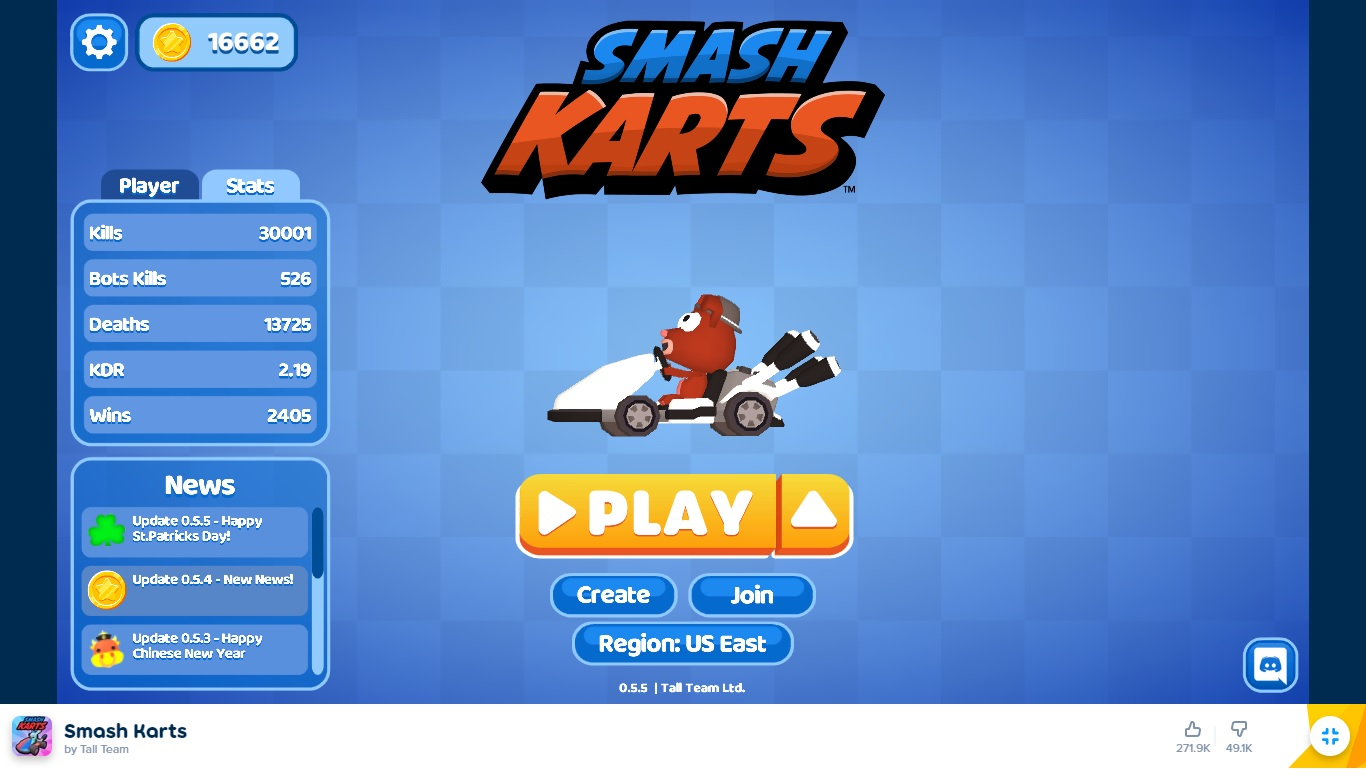 16662
SMASH
KARTS
TM
Player Stats
Kills 30001
Bots Kills 526
Deaths 13725
KDR 2.19
Wins 2405
News
Update 0.5.5 - Happy
St.Patricks Day!
Update 0.5.4 - New News!
Update 0.5.3 - Happy
Chinese New Year
PLAY
Create Join
Region: US East
0.5.5 | Tall Team Ltd.
Smash Karts
by Tall Team
271.9K 49.1K